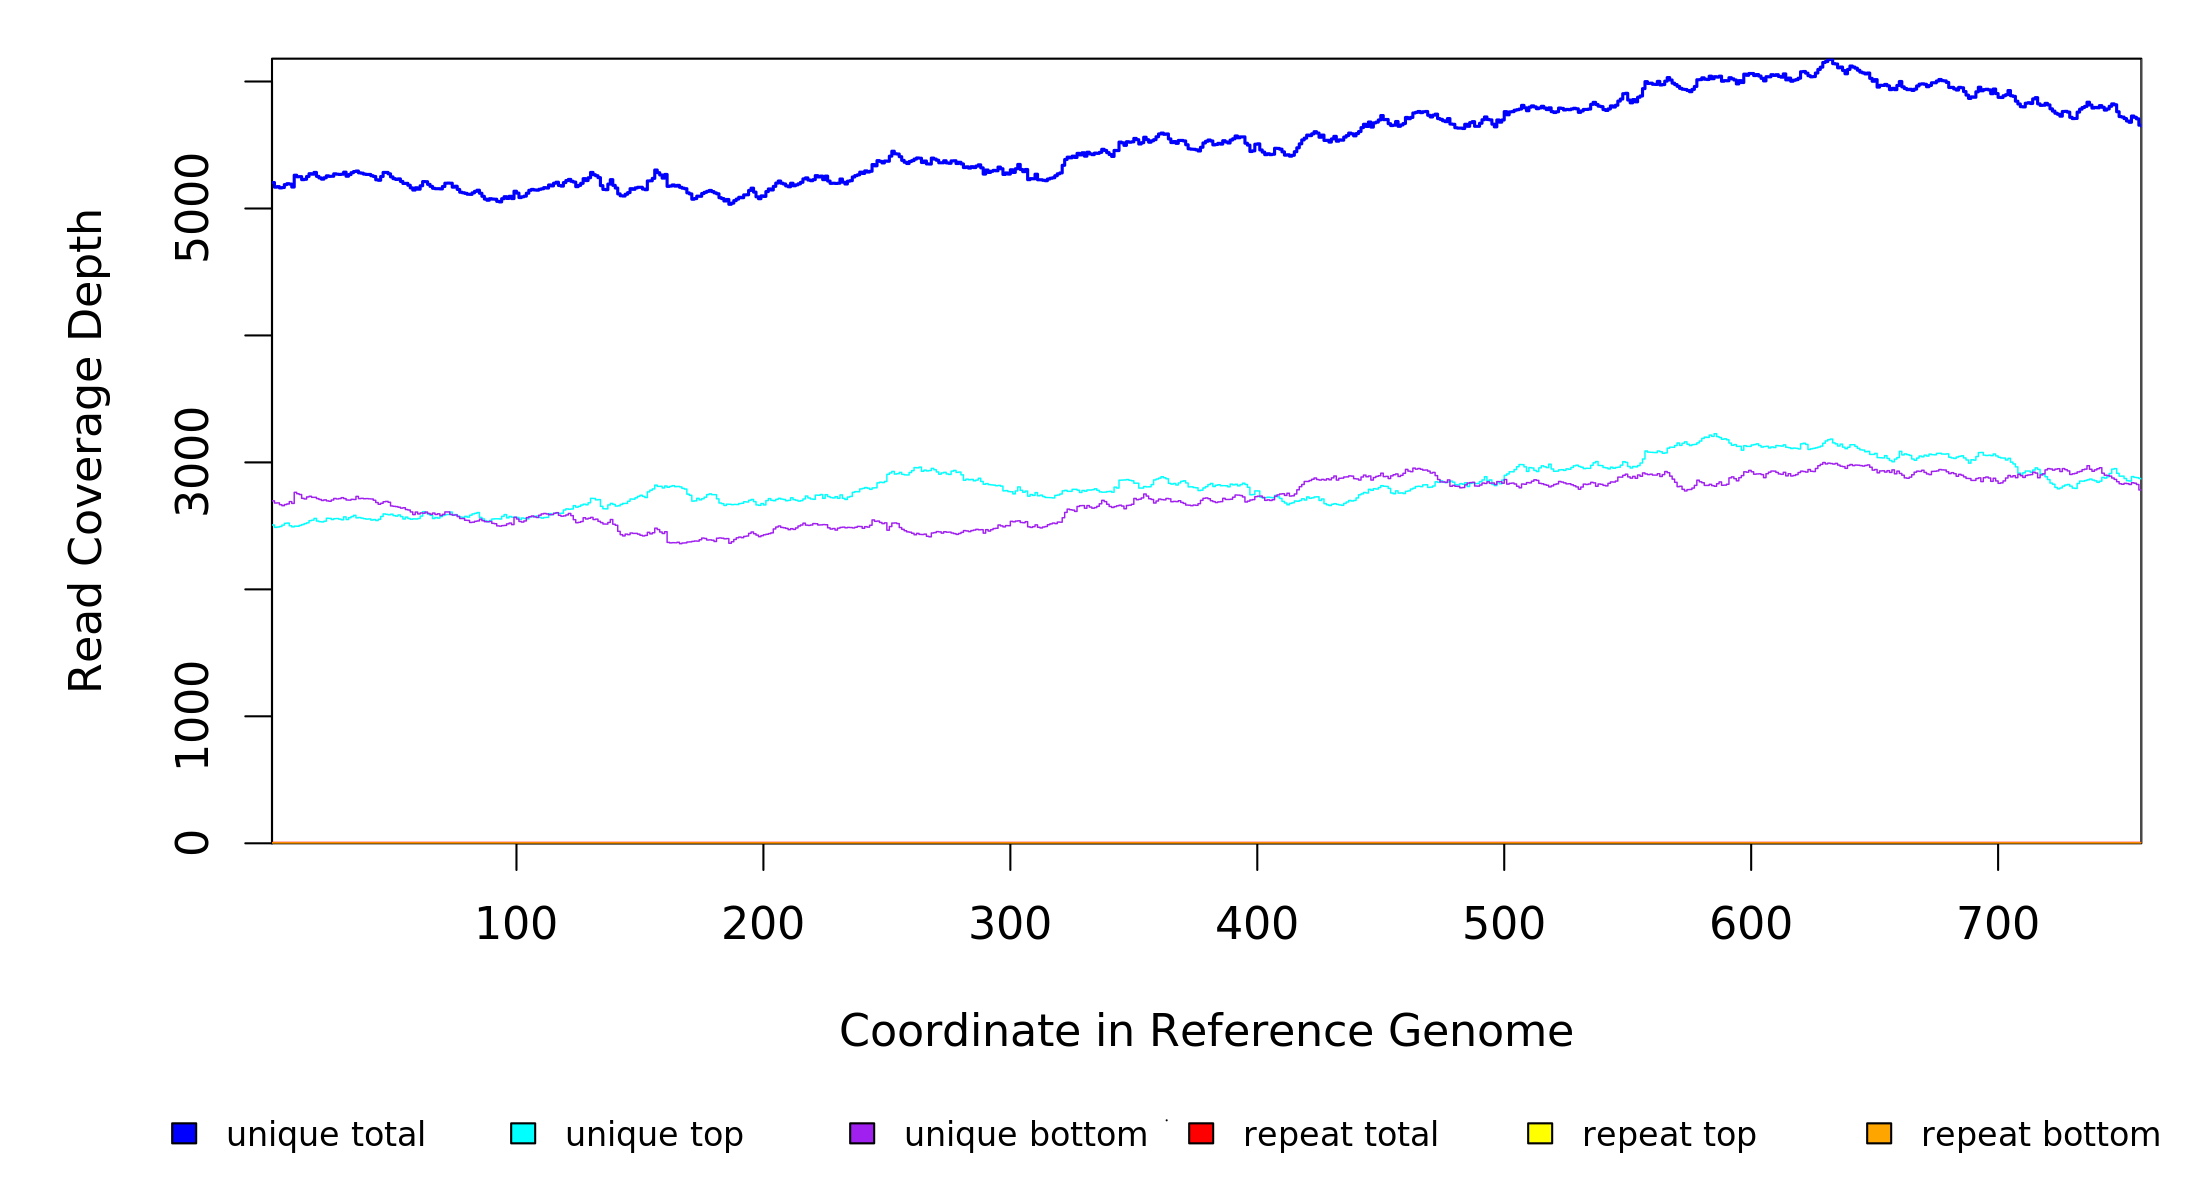 Read Coverage Depth
5000
3000
1000
0
100 200 300 400 500 600 700
Coordinate in Reference Genome
unique total unique top unique bottom repeat total repeat top repeat bottom